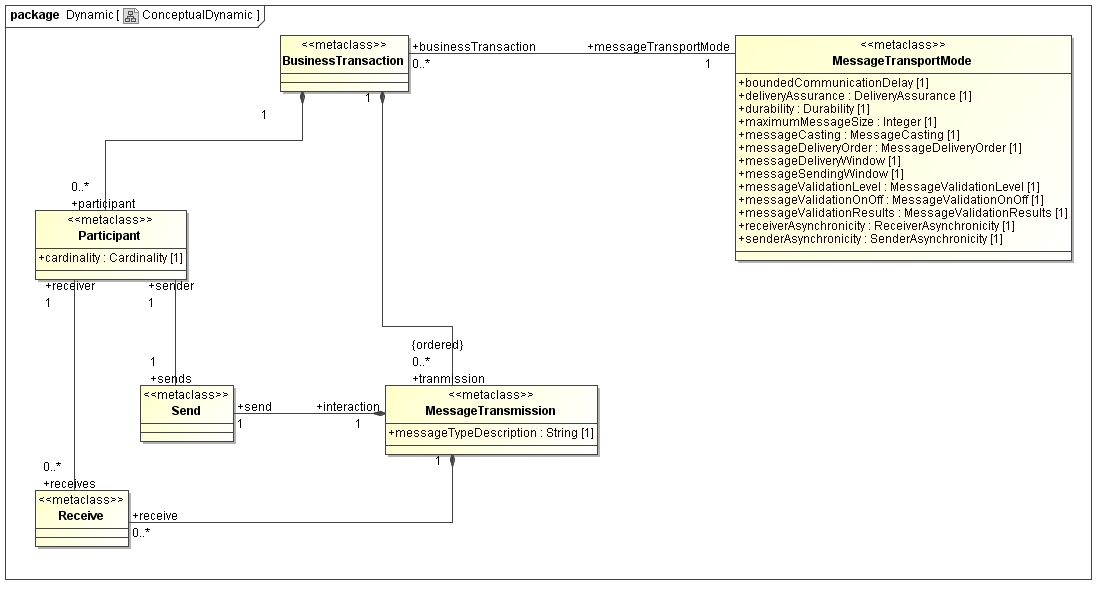 package Dynamic [ ConceptualDynamic ]
<<metaclass>>
BusinessTransaction
+businessTransaction
0..*
+messageTransportMode
1
<<metaclass>>
MessageTransportMode
+boundedCommunicationDelay [1]
+deliveryAssurance : DeliveryAssurance [1]
+durability : Durability [1]
+maximumMessageSize : Integer [1]
+messageCasting : MessageCasting [1]
+messageDeliveryOrder : MessageDeliveryOrder [1]
+messageDeliveryWindow [1]
+messageSendingWindow [1]
+messageValidationLevel : MessageValidationLevel [1]
+messageValidationOnOff : MessageValidationOnOff [1]
+messageValidationResults : MessageValidationResults [1]
+receiverAsynchronicity : ReceiverAsynchronicity [1]
+senderAsynchronicity : SenderAsynchronicity [1]
1
1
0..*
+participant
<<metaclass>>
Participant
+cardinality : Cardinality [1]
+receiver
1
+sender
1
1
+sends
<<metaclass>>
Send
+send
1
+interaction
1
{ordered}
0..*
+tranmission
<<metaclass>>
MessageTransmission
+messageTypeDescription : String [1]
1
0..*
+receives
<<metaclass>>
Receive
+receive
0..*